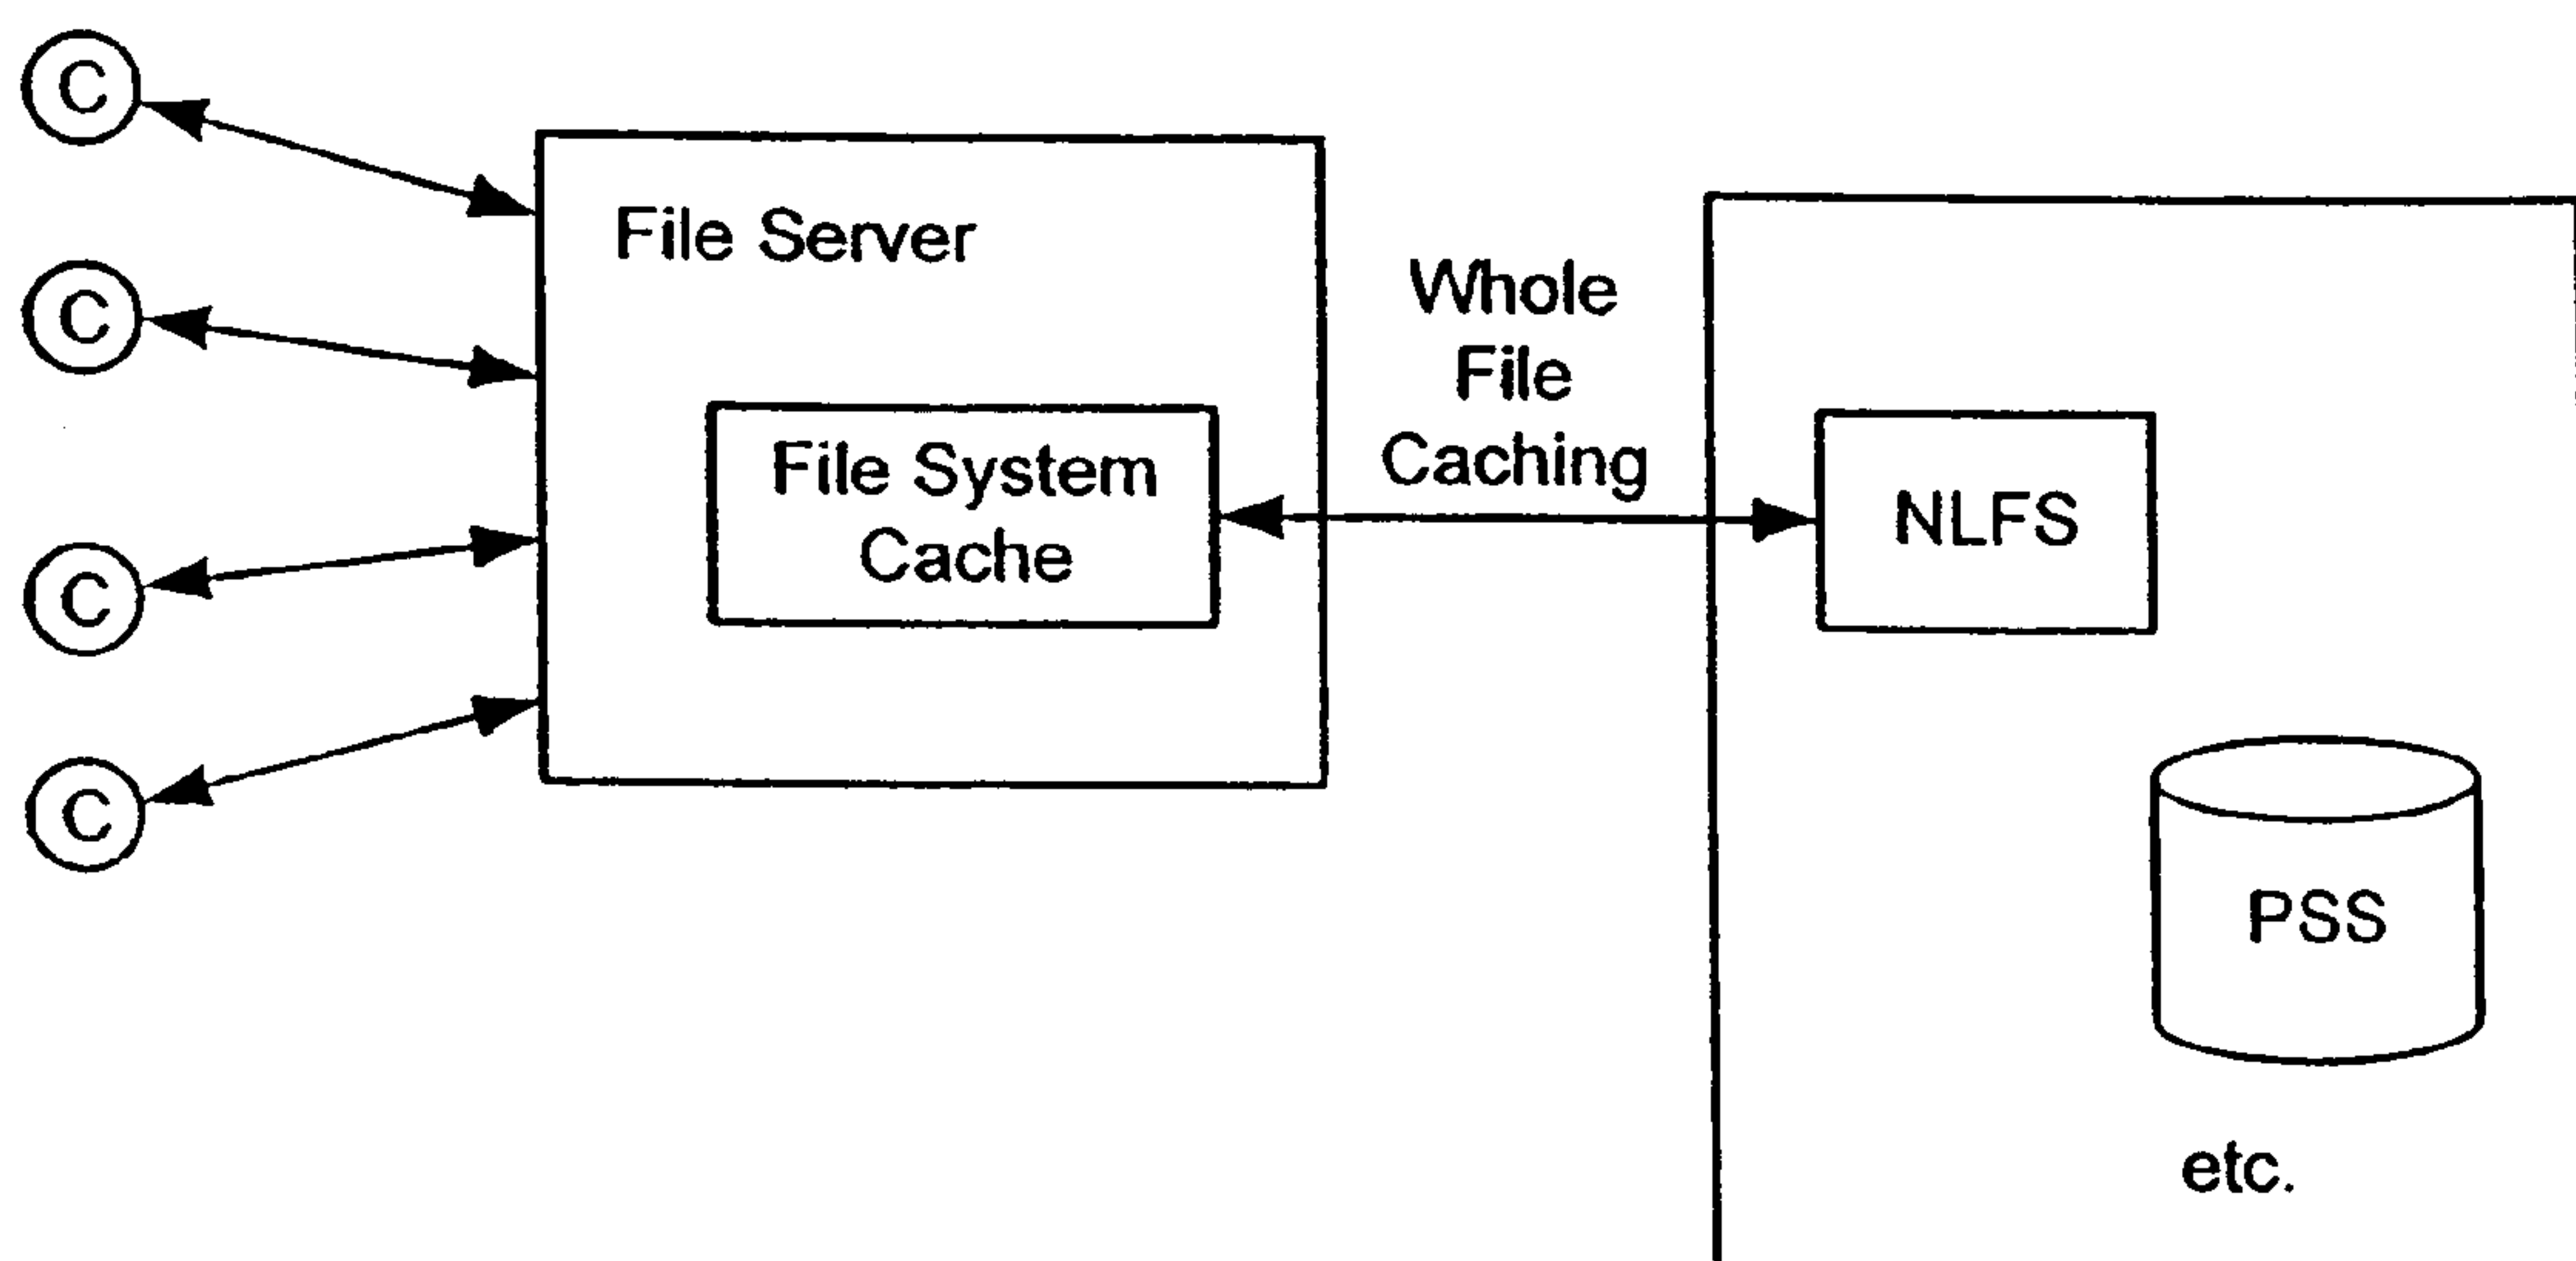 C
C
C
C
File Server
File System
Cache
Whole
File
Caching
NLFS
PSS
etc.